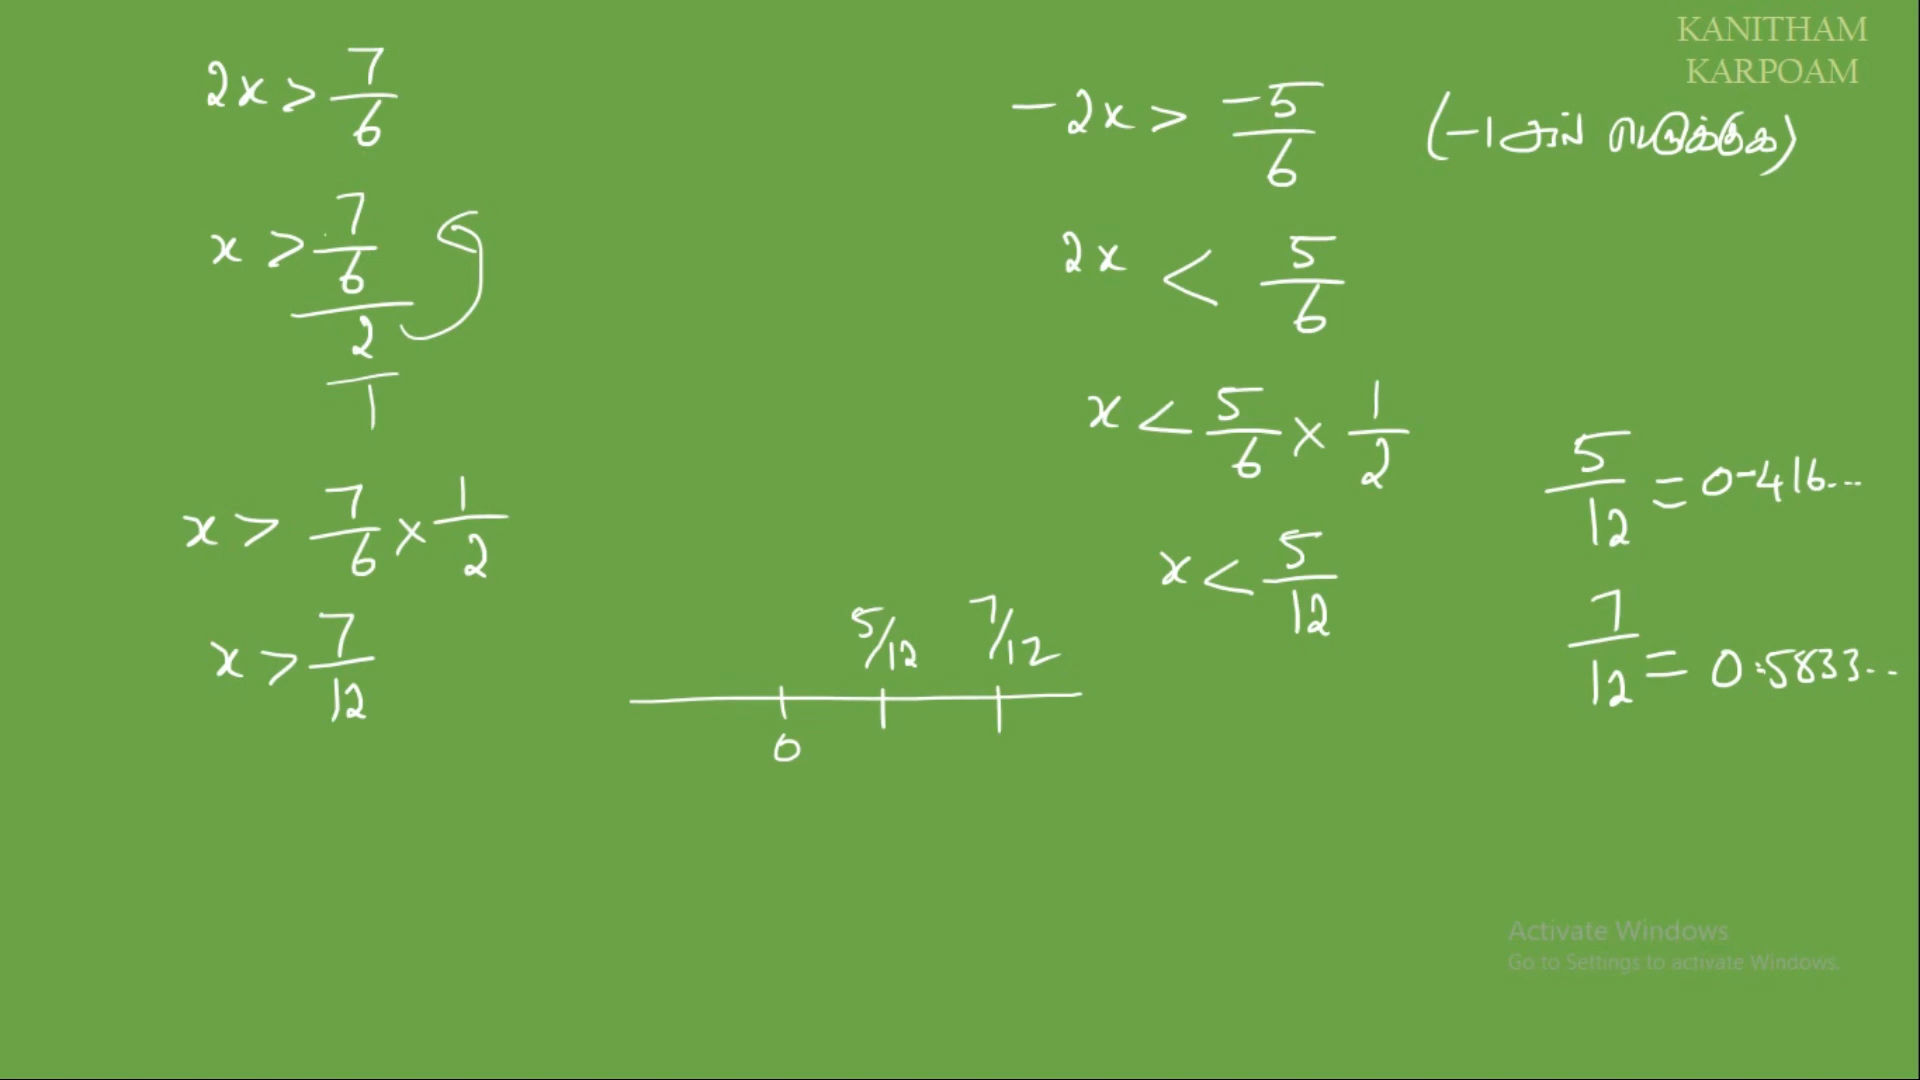 KANITHAM
KARPOAM
2x > 7/6
x > 7/6 / 2/1
x > 7/6 × 1/2
x > 7/12
-2x > -5/6 (-1 ஆல் பெருக்குக)
2x < 5/6
x < 5/6 × 1/2
x < 5/12
5/12 = 0.416...
7/12 = 0.5833...
5/12 7/12
0
Activate Windows
Go to Settings to activate Windows.